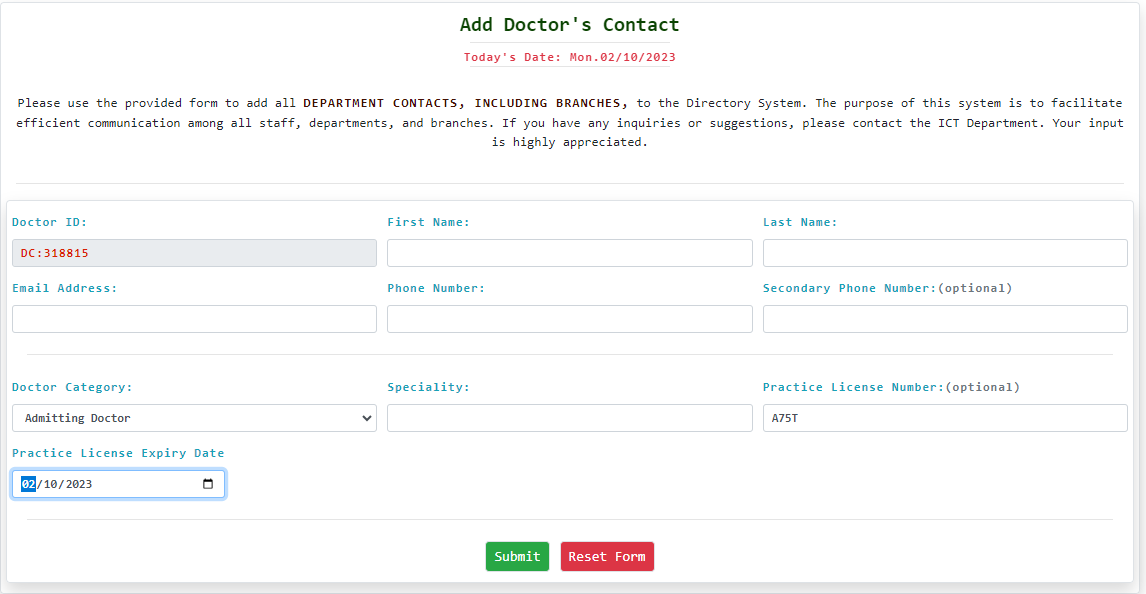 Add Doctor's Contact
Today's Date: Mon.02/10/2023
Please use the provided form to add all DEPARTMENT CONTACTS, INCLUDING BRANCHES, to the Directory System. The purpose of this system is to facilitate
efficient communication among all staff, departments, and branches. If you have any inquiries or suggestions, please contact the ICT Department. Your input
is highly appreciated.
Doctor ID: First Name: Last Name:
DC:318815
Email Address: Phone Number: Secondary Phone Number:(optional)
Doctor Category: Speciality: Practice License Number:(optional)
Admitting Doctor A75T
Practice License Expiry Date
02/10/2023
Submit Reset Form